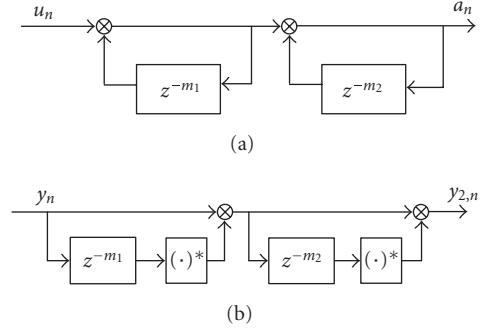 u_n a_n
z^{-m_1} z^{-m_2}
(a)
y_n y_{2,n}
z^{-m_1} (·)* z^{-m_2} (·)*
(b)